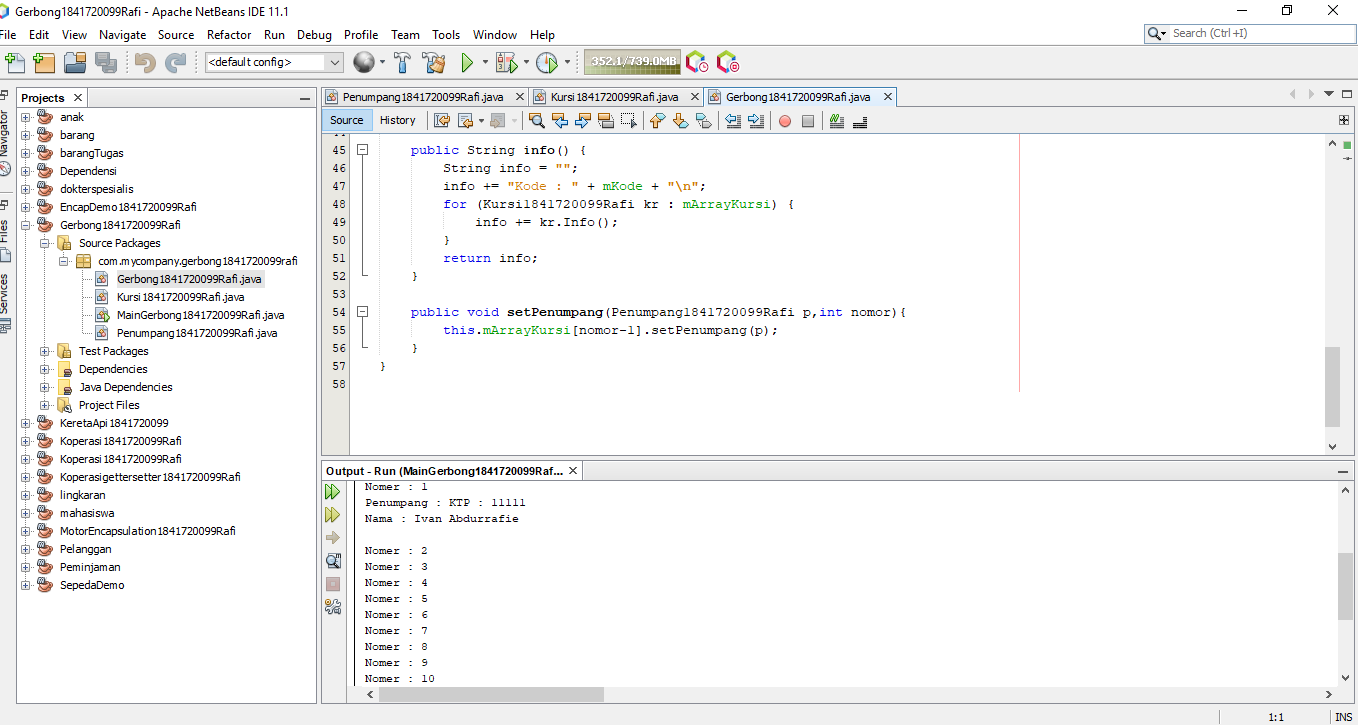 Gerbong1841720099Rafi - Apache NetBeans IDE 11.1
File Edit View Navigate Source Refactor Run Debug Profile Team Tools Window Help
Search (Ctrl+I)
<default config>
352.1/739.0MB
Navigator
Files
Services
Projects
anak
barang
barangTugas
Dependensi
dokterspesialis
EncapDemo1841720099Rafi
Gerbong1841720099Rafi
Source Packages
com.mycompany.gerbong1841720099rafi
Gerbong1841720099Rafi.java
Kursi1841720099Rafi.java
MainGerbong1841720099Rafi.java
Penumpang1841720099Rafi.java
Test Packages
Dependencies
Java Dependencies
Project Files
KeretaApi1841720099
Koperasi1841720099Rafi
Koperasi1841720099Rafi
Koperasigettersetter1841720099Rafi
lingkaran
mahasiswa
MotorEncapsulation1841720099Rafi
Pelanggan
Peminjaman
SepedaDemo
Penumpang1841720099Rafi.java Kursi1841720099Rafi.java Gerbong1841720099Rafi.java
Source History
45 public String info() {
46 String info = "";
47 info += "Kode : " + mKode + "\n";
48 for (Kursi1841720099Rafi kr : mArrayKursi) {
49 info += kr.Info();
50 }
51 return info;
52 }
53
54 public void setPenumpang(Penumpang1841720099Rafi p,int nomor){
55 this.mArrayKursi[nomor-1].setPenumpang(p);
56 }
57 }
58
Output - Run (MainGerbong1841720099Raf...
Nomer : 1
Penumpang : KTP : 11111
Nama : Ivan Abdurrafie
Nomer : 2
Nomer : 3
Nomer : 4
Nomer : 5
Nomer : 6
Nomer : 7
Nomer : 8
Nomer : 9
Nomer : 10
1:1 INS